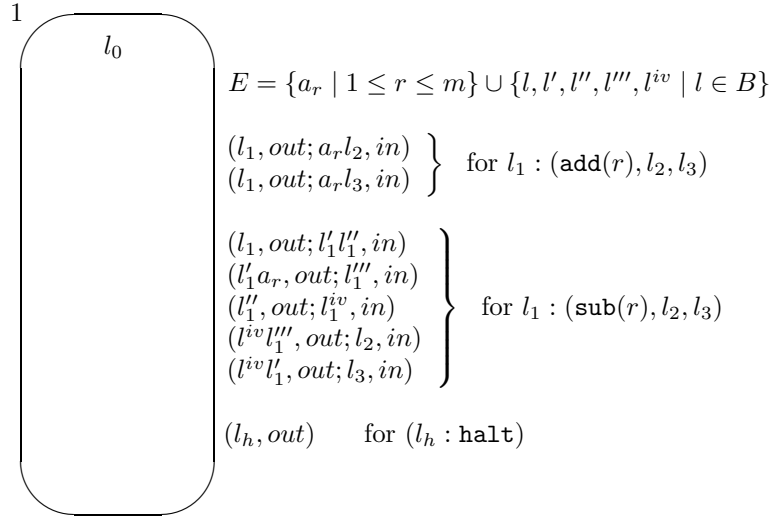 1
l_0
E = {a_r | 1 ≤ r ≤ m} ∪ {l, l′, l″, l‴, l^{iv} | l ∈ B}
(l_1, out; a_r l_2, in)
(l_1, out; a_r l_3, in)
for l_1 : (add(r), l_2, l_3)
(l_1, out; l′_1 l″_1, in)
(l′_1 a_r, out; l‴_1, in)
(l″_1, out; l^{iv}_1, in)
(l^{iv} l‴_1, out; l_2, in)
(l^{iv} l′_1, out; l_3, in)
for l_1 : (sub(r), l_2, l_3)
(l_h, out) for (l_h : halt)